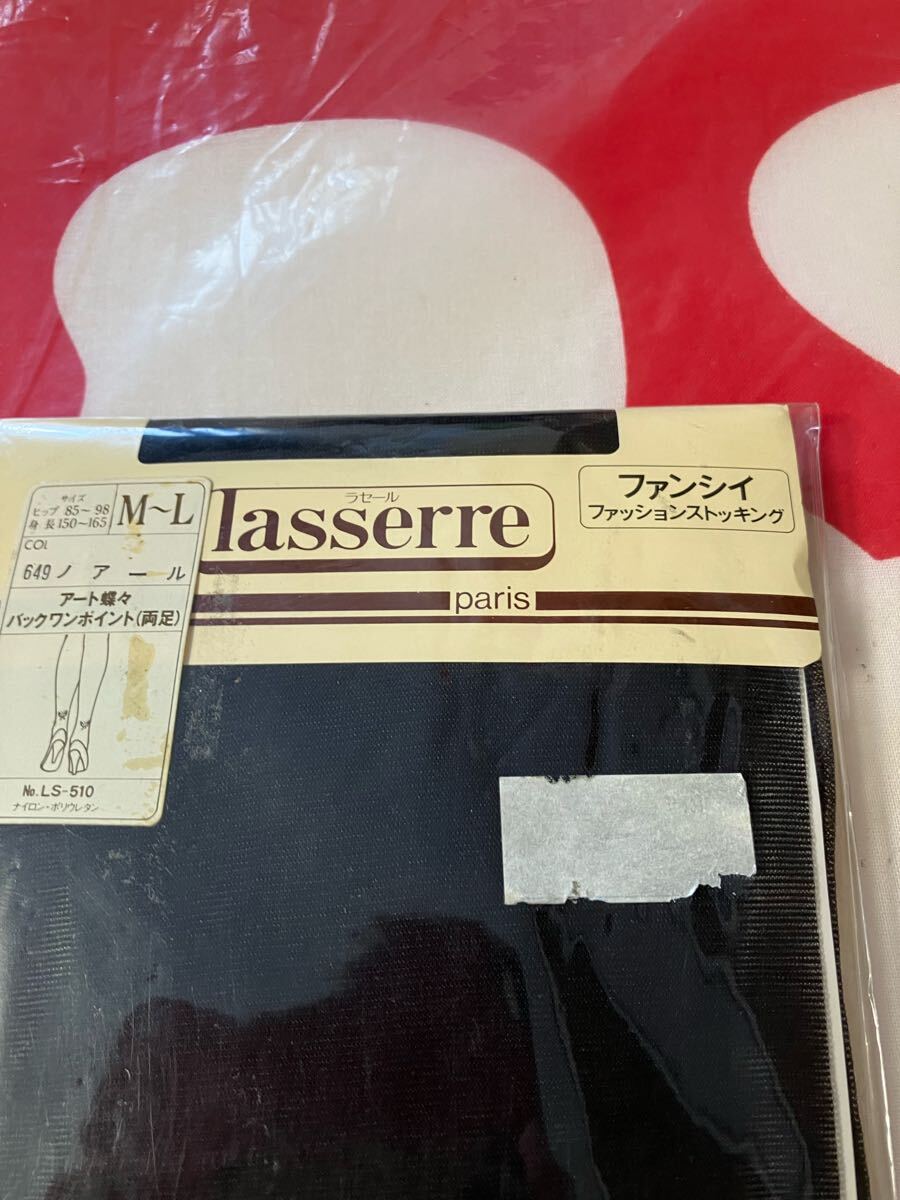 サイズ
ヒップ 85~98
身長150~165
M~L
COL
649 ノアール
アート蝶々
バックワンポイント(両足)
No.LS-510
ナイロン・ポリウレタン
ラセール
lasserre
paris
ファンシイ
ファッションストッキング